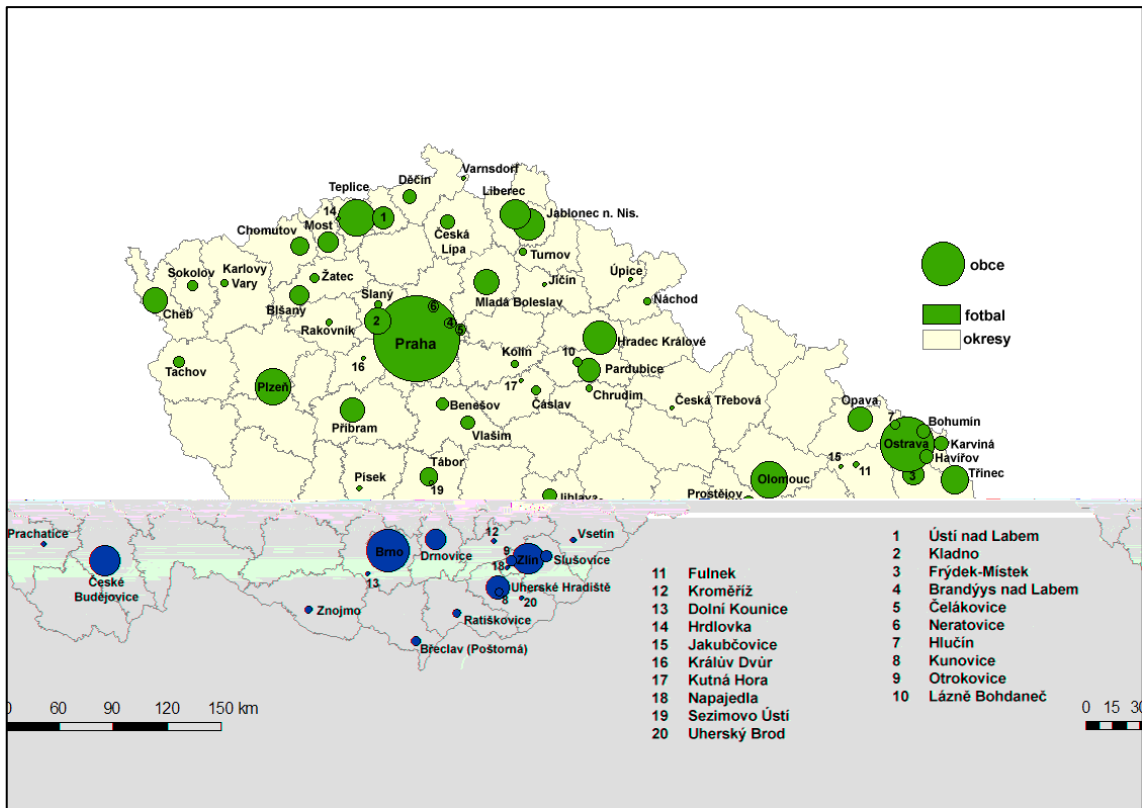 Varnsdorf
Děčín
Teplice
Liberec
14
1
Jablonec n. Nis.
Chomutov
Most
Česká
Lípa
Turnov
Sokolov
Karlovy
Vary
Žatec
Jičín
Úpice
obce
Cheb
Blšany
Slaný
6
Mladá Boleslav
Náchod
fotbal
Rakovník
2
4
5
Praha
Hradec Králové
okresy
Tachov
16
Kolín
10
Pardubice
17
Plzeň
Čáslav
Chrudim
Benešov
Česká Třebová
Příbram
Vlašim
Opava
7
Bohumín
Ostrava
Karviná
Havířov
Tábor
15
11
3
Třinec
Písek
19
Olomouc
Prostějov
Jihlava
Prachatice
Brno
Drnovice
12
Vsetín
9
Zlín
Slušovice
18
České
Budějovice
13
Uherské Hradiště
8
20
Znojmo
Ratíškovice
Břeclav (Poštorná)
1 Ústí nad Labem
2 Kladno
3 Frýdek-Místek
4 Brandýys nad Labem
5 Čelákovice
6 Neratovice
7 Hlučín
8 Kunovice
9 Otrokovice
10 Lázně Bohdaneč
11 Fulnek
12 Kroměříž
13 Dolní Kounice
14 Hrdlovka
15 Jakubčovice
16 Králův Dvůr
17 Kutná Hora
18 Napajedla
19 Sezimovo Ústí
20 Uherský Brod
0 60 90 120 150 km
0 15 30